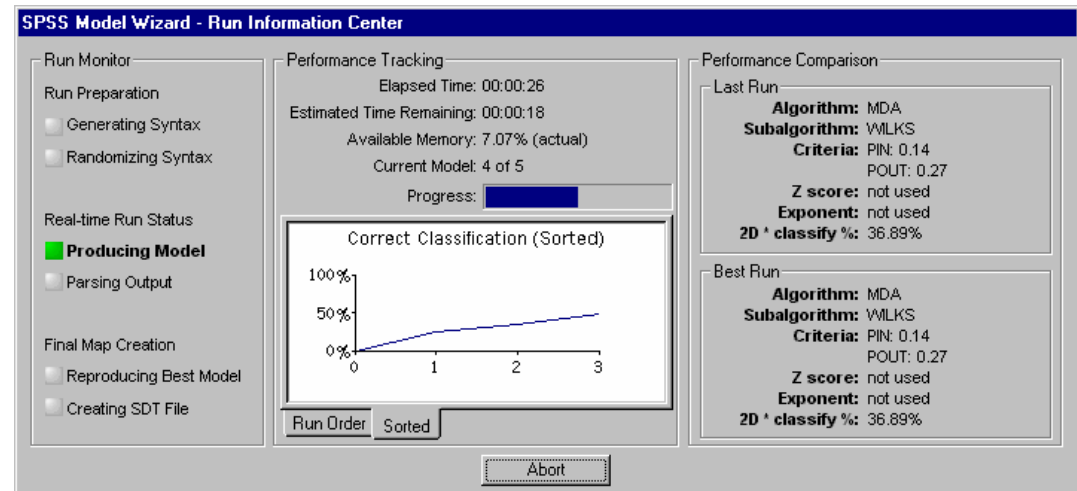 SPSS Model Wizard - Run Information Center
Run Monitor
Run Preparation
Generating Syntax
Randomizing Syntax
Real-time Run Status
Producing Model
Parsing Output
Final Map Creation
Reproducing Best Model
Creating SDT File
Performance Tracking
Elapsed Time: 00:00:26
Estimated Time Remaining: 00:00:18
Available Memory: 7.07% (actual)
Current Model: 4 of 5
Progress:
Correct Classification (Sorted)
100%
50%
0%
0 1 2 3
Run Order Sorted
Performance Comparison
Last Run
Algorithm: MDA
Subalgorithm: WILKS
Criteria: PIN: 0.14
POUT: 0.27
Z score: not used
Exponent: not used
2D * classify %: 36.89%
Best Run
Algorithm: MDA
Subalgorithm: WILKS
Criteria: PIN: 0.14
POUT: 0.27
Z score: not used
Exponent: not used
2D * classify %: 36.89%
Abort